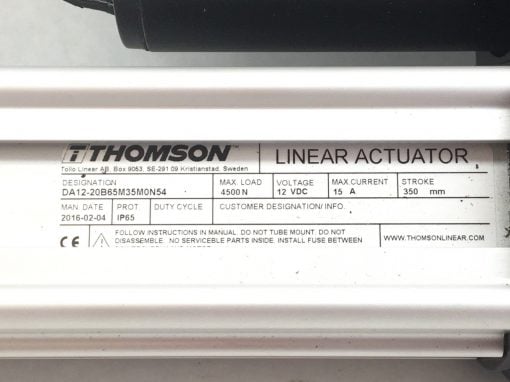 THOMSON™
Tollo Linear AB, Box 9053, SE-291 09 Kristianstad, Sweden
LINEAR ACTUATOR
DESIGNATION
DA12-20B65M35M0N54
MAX. LOAD
4500 N
VOLTAGE
12 VDC
MAX.CURRENT
15 A
STROKE
350 mm
MAN. DATE
2016-02-04
PROT
IP65
DUTY CYCLE
CUSTOMER DESIGNATION/INFO.
CE
FOLLOW INSTRUCTIONS IN MANUAL. DO NOT TUBE MOUNT. DO NOT
DISASSEMBLE. NO SERVICEBLE PARTS INSIDE. INSTALL FUSE BETWEEN
WWW.THOMSONLINEAR.COM